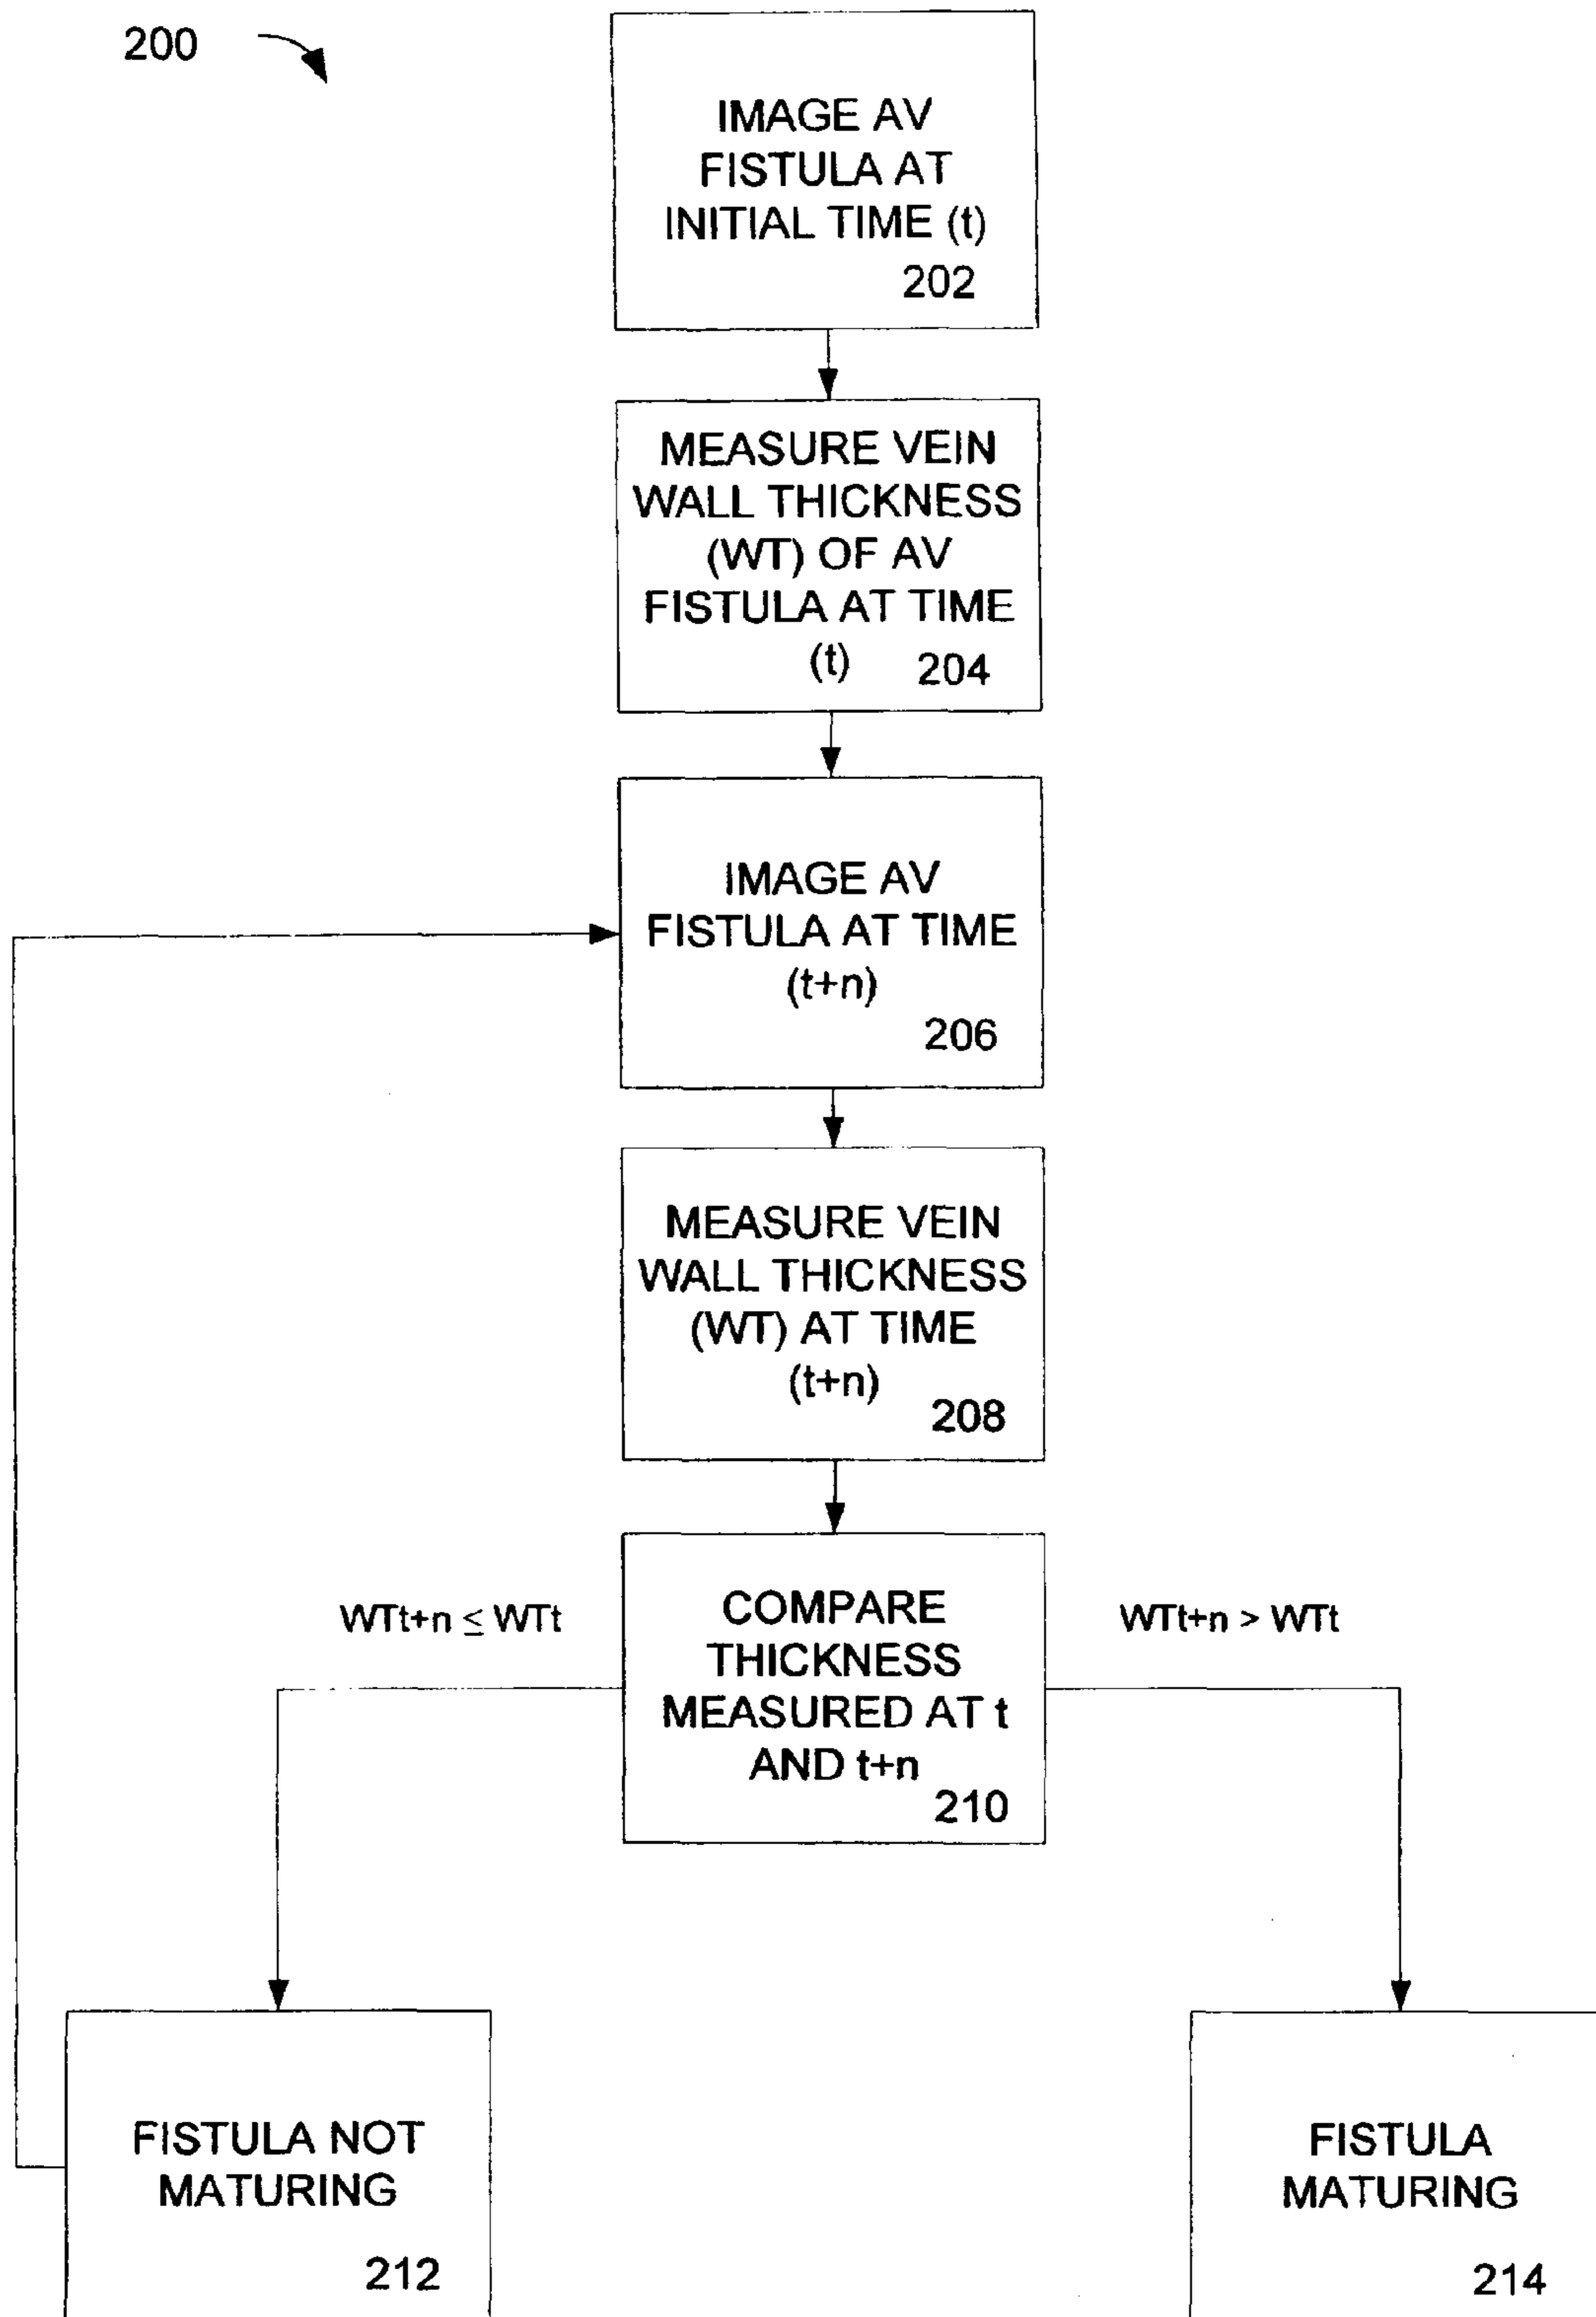 200
IMAGE AV
FISTULA AT
INITIAL TIME (t)
202
MEASURE VEIN
WALL THICKNESS
(WT) OF AV
FISTULA AT TIME
(t) 204
IMAGE AV
FISTULA AT TIME
(t+n)
206
MEASURE VEIN
WALL THICKNESS
(WT) AT TIME
(t+n)
208
WTt+n ≤ WTt
COMPARE
THICKNESS
MEASURED AT t
AND t+n
210
WTt+n > WTt
FISTULA NOT
MATURING
212
FISTULA
MATURING
214